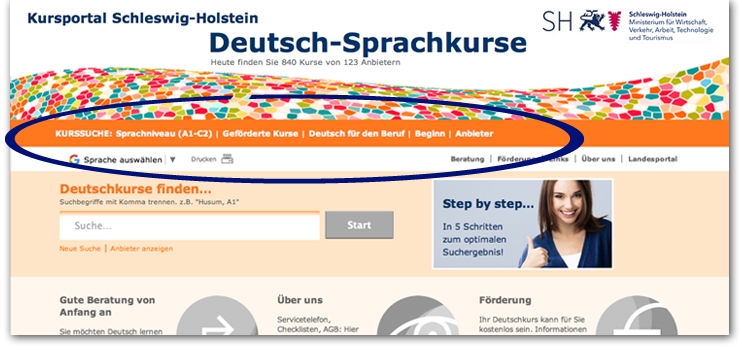 Kursportal Schleswig-Holstein
SH
Schleswig-Holstein
Ministerium für Wirtschaft,
Verkehr, Arbeit, Technologie
und Tourismus
Deutsch-Sprachkurse
Heute finden Sie 840 Kurse von 123 Anbietern
KURSSUCHE: Sprachniveau (A1-C2) | Geförderte Kurse | Deutsch für den Beruf | Beginn | Anbieter
G Sprache auswählen | ▼ Drucken
Beratung | Förderung | Links | Über uns | Landesportal
Deutschkurse finden...
Suchbegriffe mit Komma trennen. z.B. "Husum, A1"
Suche...
Start
Neue Suche | Anbieter anzeigen
Step by step...
In 5 Schritten
zum optimalen
Suchergebnis!
Gute Beratung von
Anfang an
Sie möchten Deutsch lernen
Über uns
Servicetelefon,
Checklisten, AGB: Hier
Förderung
Ihr Deutschkurs kann für Sie
kostenlos sein. Informationen